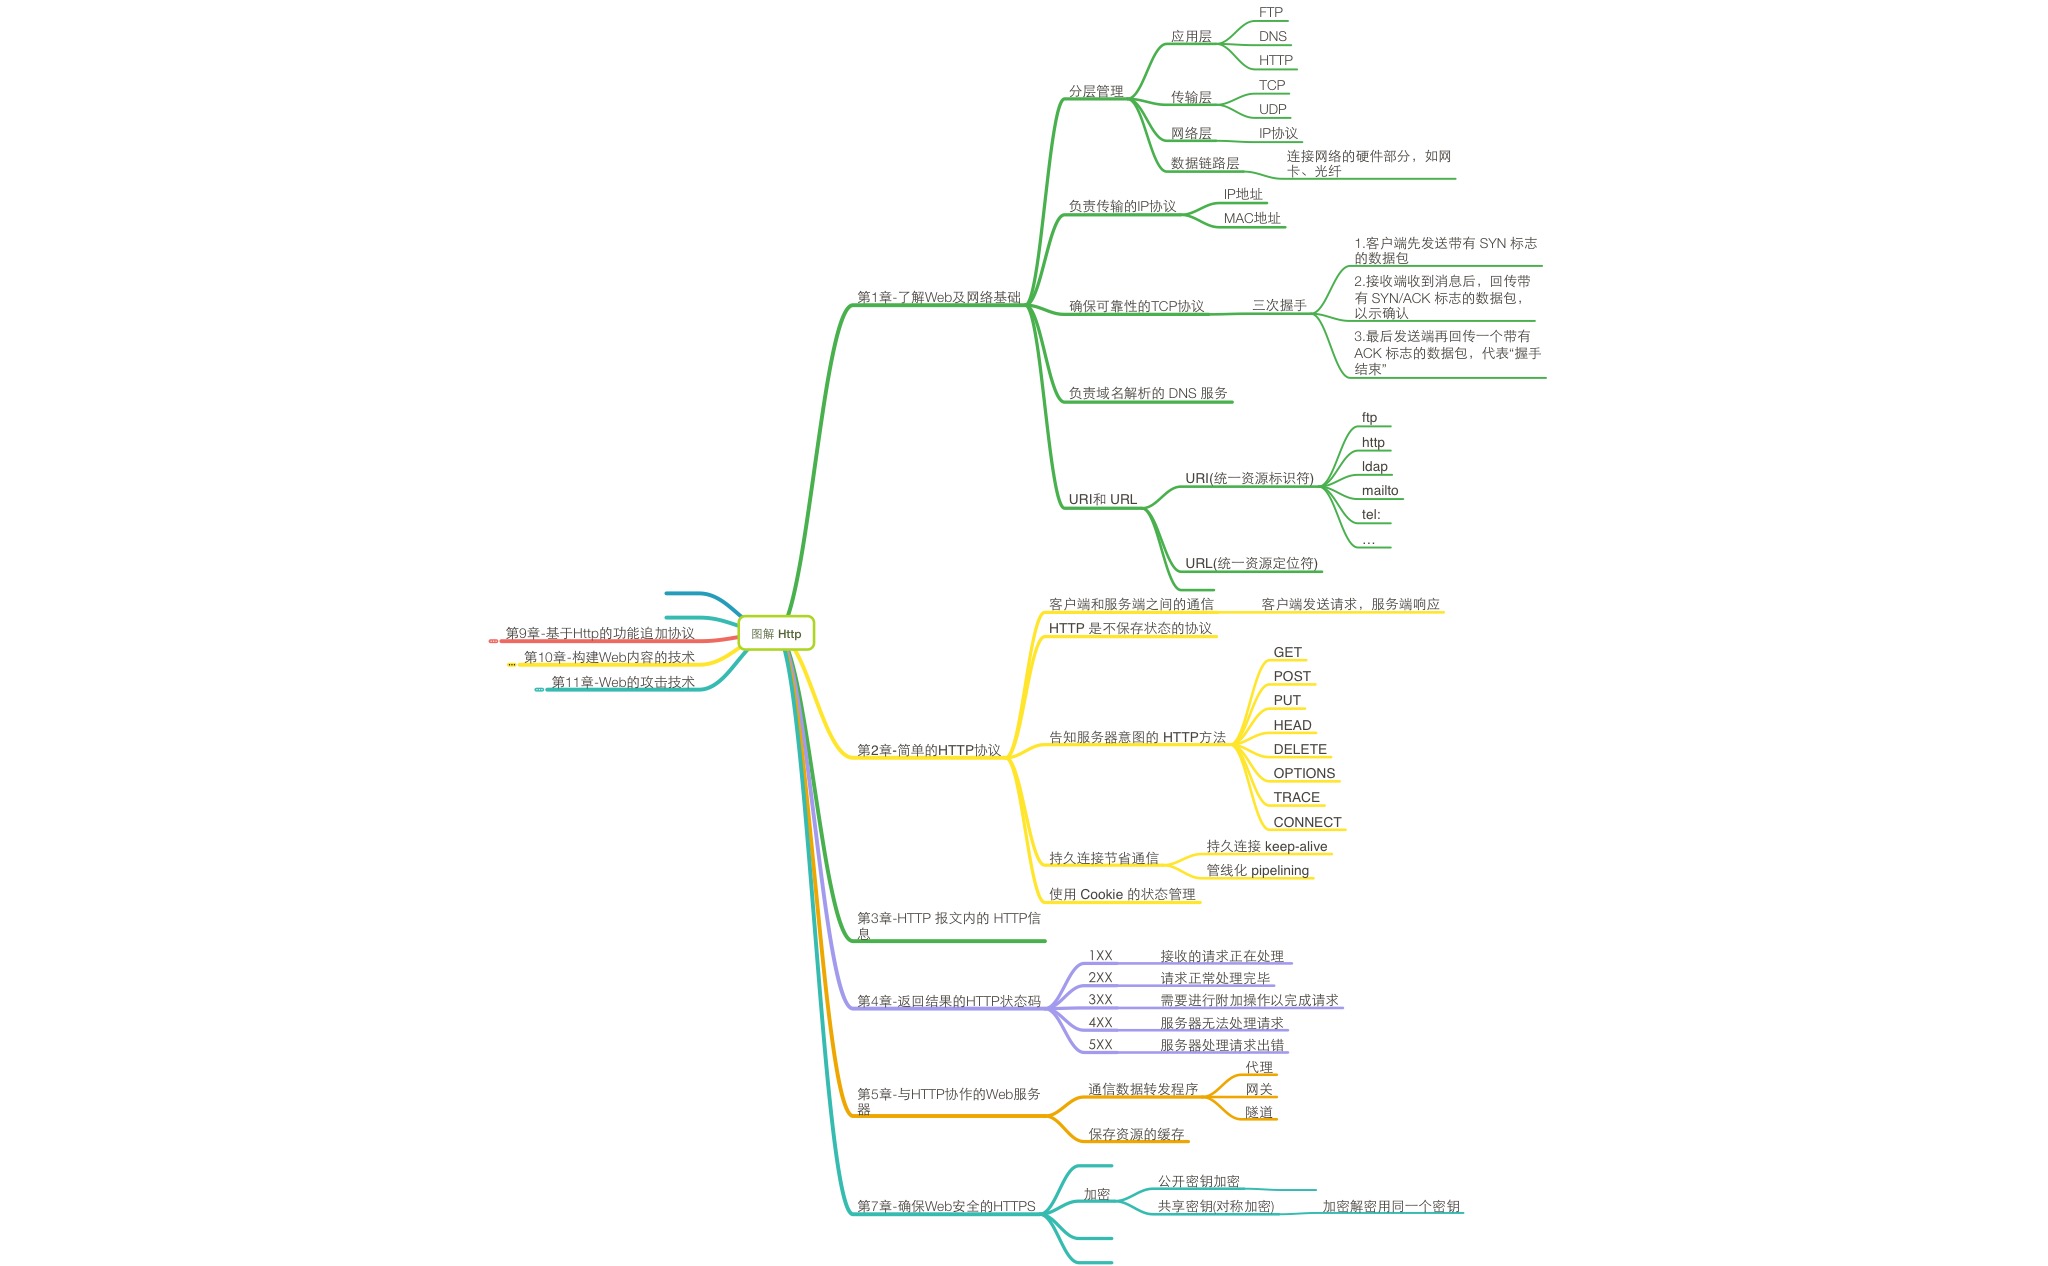 图解 Http
第1章-了解Web及网络基础
分层管理
应用层
FTP
DNS
HTTP
传输层
TCP
UDP
网络层
IP协议
数据链路层
连接网络的硬件部分，如网
卡、光纤
负责传输的IP协议
IP地址
MAC地址
确保可靠性的TCP协议
三次握手
1.客户端先发送带有 SYN 标志
的数据包
2.接收端收到消息后，回传带
有 SYN/ACK 标志的数据包，
以示确认
3.最后发送端再回传一个带有
ACK 标志的数据包，代表“握手
结束”
负责域名解析的 DNS 服务
URI和 URL
URI(统一资源标识符)
ftp
http
ldap
mailto
tel:
…
URL(统一资源定位符)
第2章-简单的HTTP协议
客户端和服务端之间的通信
客户端发送请求，服务端响应
HTTP 是不保存状态的协议
告知服务器意图的 HTTP方法
GET
POST
PUT
HEAD
DELETE
OPTIONS
TRACE
CONNECT
持久连接节省通信
持久连接 keep-alive
管线化 pipelining
使用 Cookie 的状态管理
第3章-HTTP 报文内的 HTTP信
息
第4章-返回结果的HTTP状态码
1XX
接收的请求正在处理
2XX
请求正常处理完毕
3XX
需要进行附加操作以完成请求
4XX
服务器无法处理请求
5XX
服务器处理请求出错
第5章-与HTTP协作的Web服务
器
通信数据转发程序
代理
网关
隧道
保存资源的缓存
第7章-确保Web安全的HTTPS
加密
公开密钥加密
共享密钥(对称加密)
加密解密用同一个密钥
第9章-基于Http的功能追加协议
第10章-构建Web内容的技术
第11章-Web的攻击技术